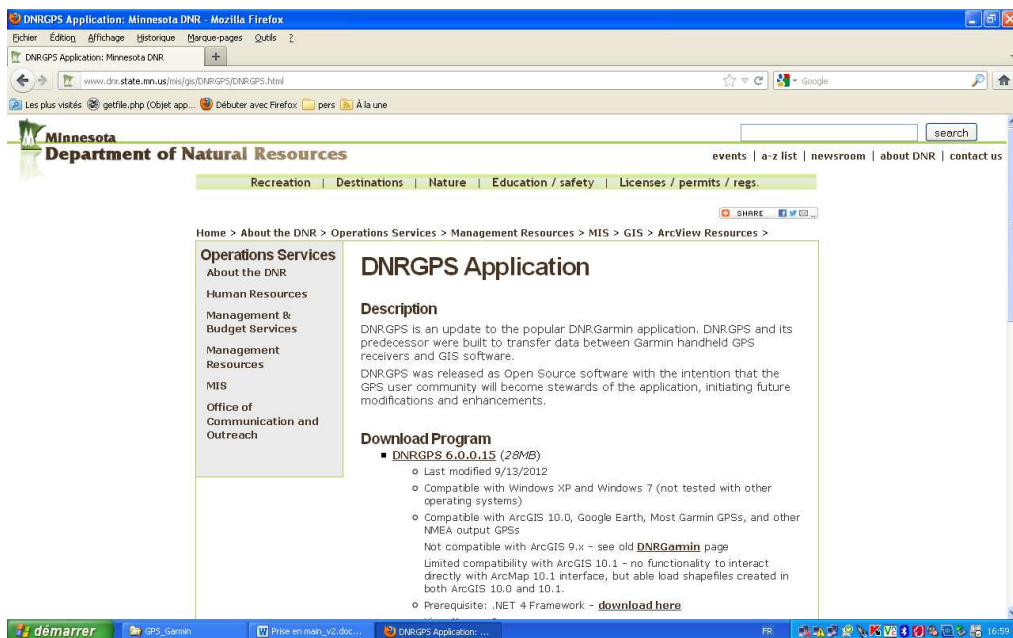 DNRGPS Application: Minnesota DNR - Mozilla Firefox
Fichier Édition Affichage Historique Marque-pages Outils ?
DNRGPS Application: Minnesota DNR +
www.dnr.state.mn.us/mis/gis/DNRGPS/DNRGPS.html Google
Les plus visités getfile.php (Objet app... Débuter avec Firefox pers À la une
Minnesota
Department of Natural Resources
search
events | a-z list | newsroom | about DNR | contact us
Recreation | Destinations | Nature | Education / safety | Licenses / permits / regs.
SHARE
Home > About the DNR > Operations Services > Management Resources > MIS > GIS > ArcView Resources >
Operations Services
About the DNR
Human Resources
Management &
Budget Services
Management
Resources
MIS
Office of
Communication and
Outreach
DNRGPS Application
Description
DNRGPS is an update to the popular DNRGarmin application. DNRGPS and its
predecessor were built to transfer data between Garmin handheld GPS
receivers and GIS software.
DNRGPS was released as Open Source software with the intention that the
GPS user community will become stewards of the application, initiating future
modifications and enhancements.
Download Program
DNRGPS 6.0.0.15 (28MB)
Last modified 9/13/2012
Compatible with Windows XP and Windows 7 (not tested with other
operating systems)
Compatible with ArcGIS 10.0, Google Earth, Most Garmin GPSs, and other
NMEA output GPSs
Not compatible with ArcGIS 9.x - see old DNRGarmin page
Limited compatibility with ArcGIS 10.1 - no functionality to interact
directly with ArcMap 10.1 interface, but able load shapefiles created in
both ArcGIS 10.0 and 10.1.
Prerequisite: .NET 4 Framework - download here
démarrer GPS_Garmin Prise en main_v2.doc... DNRGPS Application: ... FR 16:59